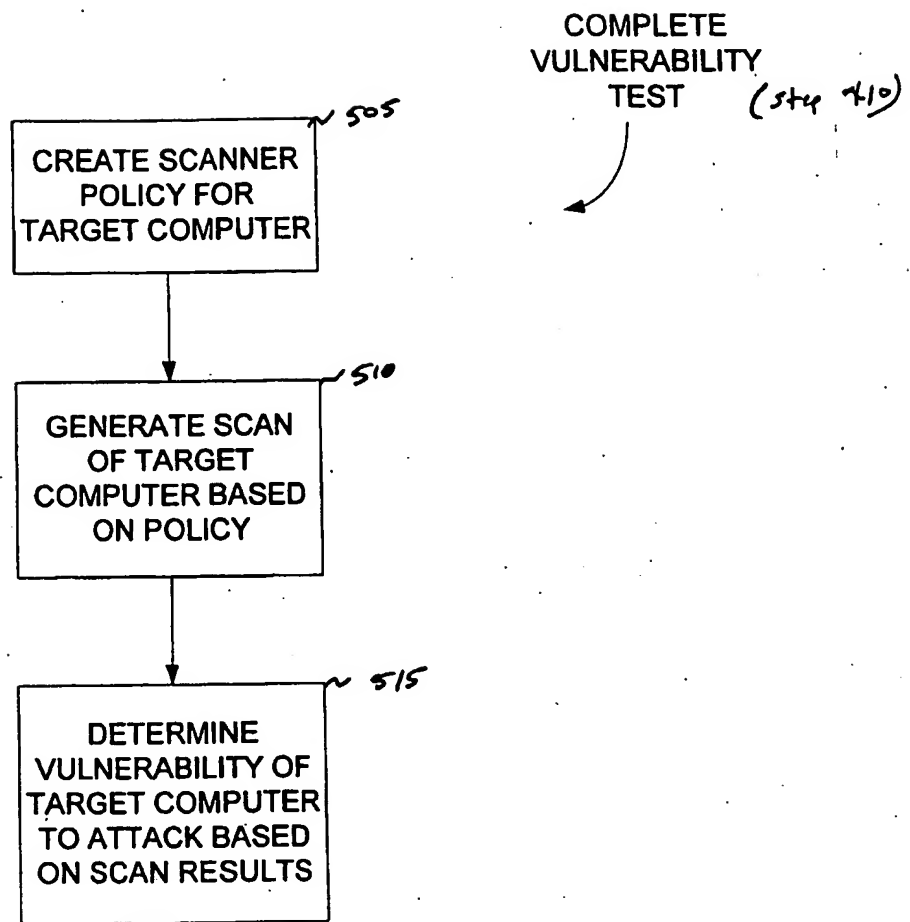 COMPLETE
VULNERABILITY
TEST (step 410)
505
CREATE SCANNER
POLICY FOR
TARGET COMPUTER
510
GENERATE SCAN
OF TARGET
COMPUTER BASED
ON POLICY
515
DETERMINE
VULNERABILITY OF
TARGET COMPUTER
TO ATTACK BASED
ON SCAN RESULTS